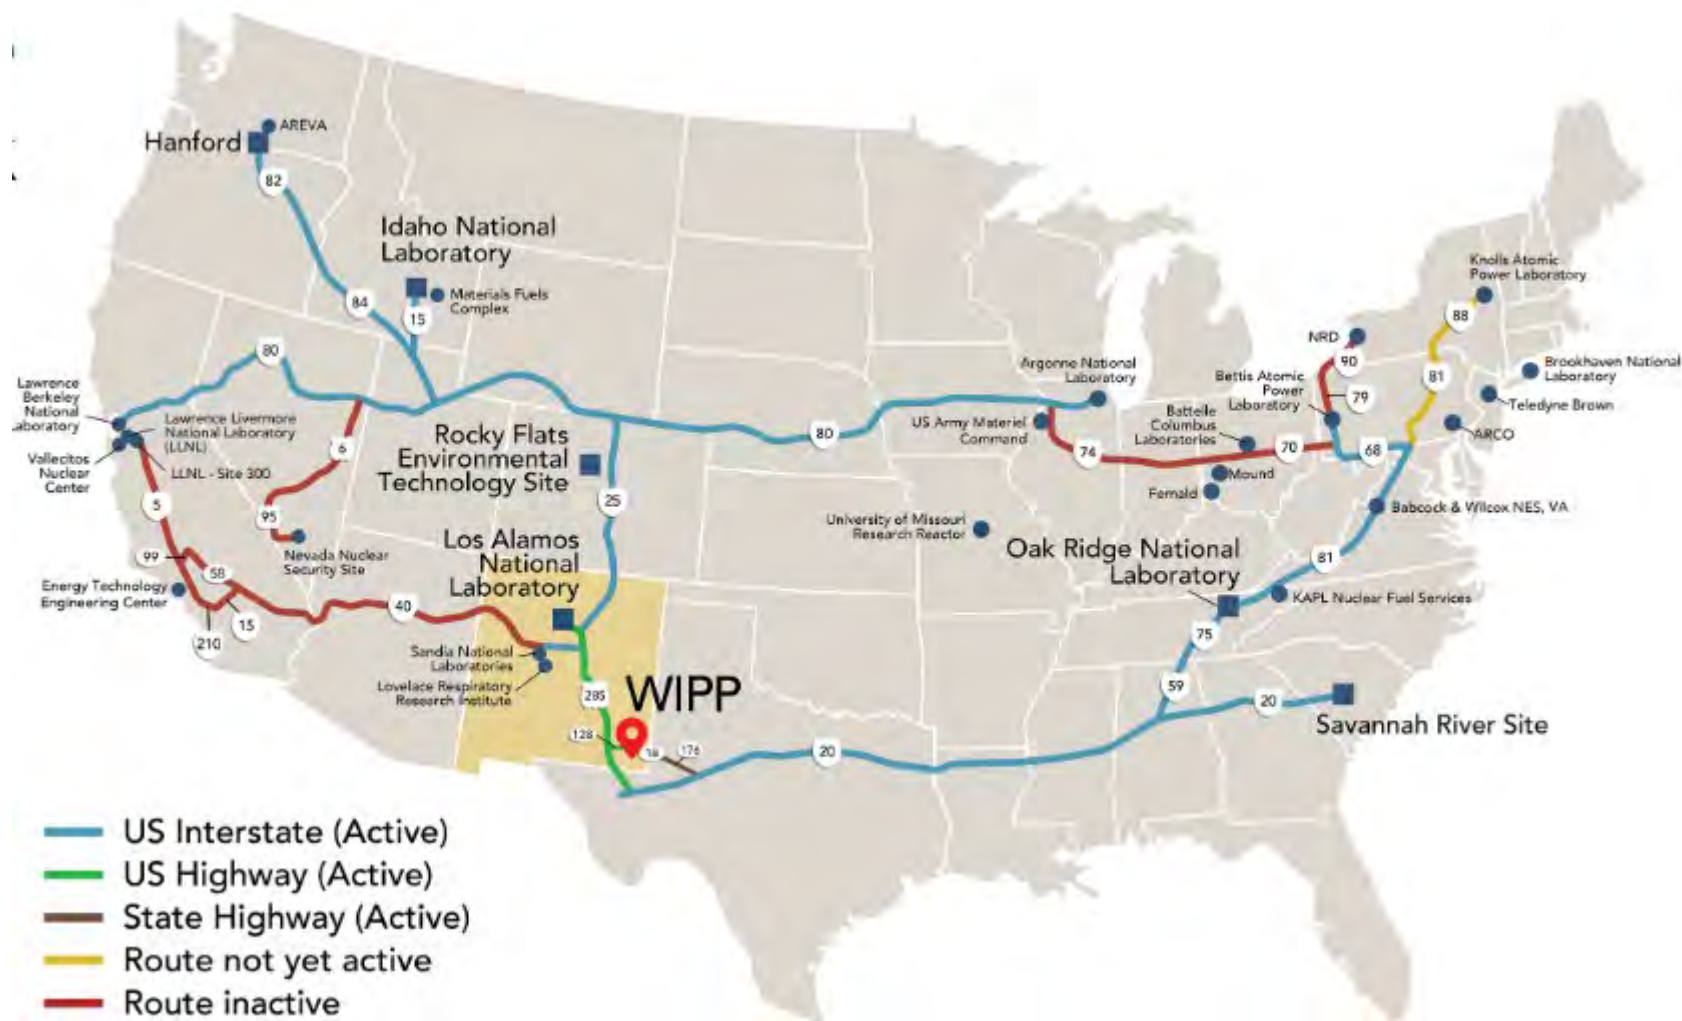 AREVA
Hanford
82
Idaho National
Laboratory
Materials Fuels
Complex
84
15
80
Knolls Atomic
Power Laboratory
88
NRD
90
81
Brookhaven National
Laboratory
Argonne National
Laboratory
Bettis Atomic
Power
Laboratory
79
Teledyne Brown
Lawrence
Berkeley
National
Laboratory
Lawrence Livermore
National Laboratory
(LLNL)
Vallecitos
Nuclear
Center
LLNL - Site 300
6
Rocky Flats
Environmental
Technology Site
80
US Army Materiel
Command
Battelle
Columbus
Laboratories
ARCO
74
70
68
Mound
Fernald
5
95
25
Nevada Nuclear
Security Site
University of Missouri
Research Reactor
Babcock & Wilcox NES, VA
Los Alamos
National
Laboratory
Oak Ridge National
Laboratory
81
99
58
Energy Technology
Engineering Center
KAPL Nuclear Fuel Services
40
15
210
75
Sandia National
Laboratories
Lovelace Respiratory
Research Institute
285
WIPP
59
20
Savannah River Site
128
176
20
US Interstate (Active)
US Highway (Active)
State Highway (Active)
Route not yet active
Route inactive